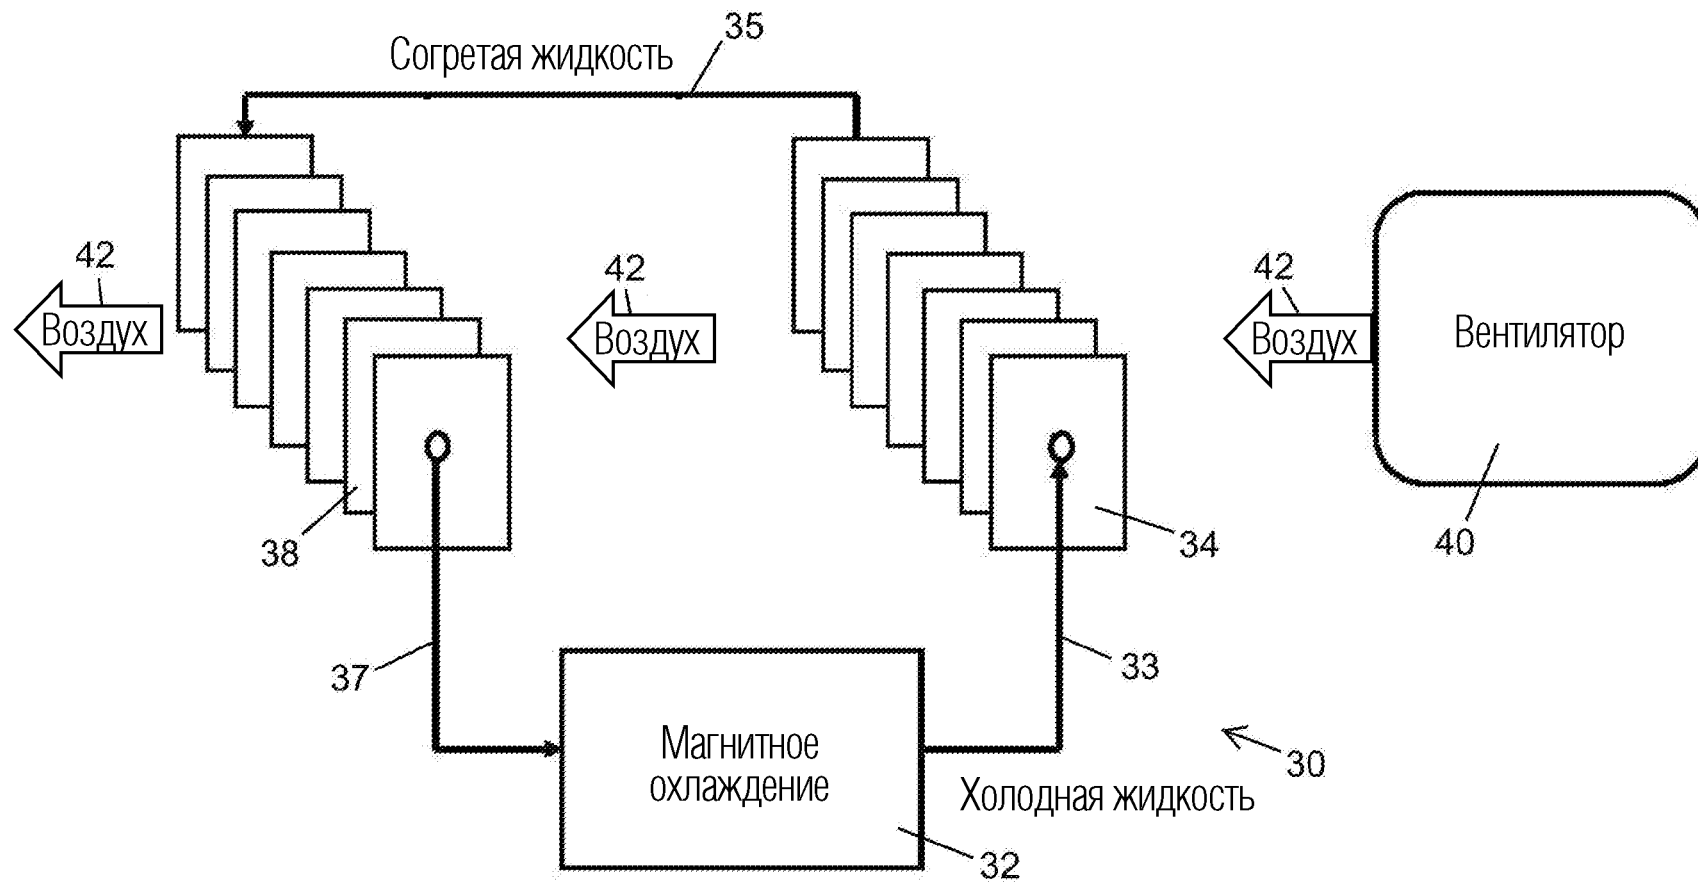 35
Согретая жидкость
42
Воздух
42
Воздух
42
Воздух
Вентилятор
38
34
40
37
33
Магнитное
охлаждение
30
Холодная жидкость
32